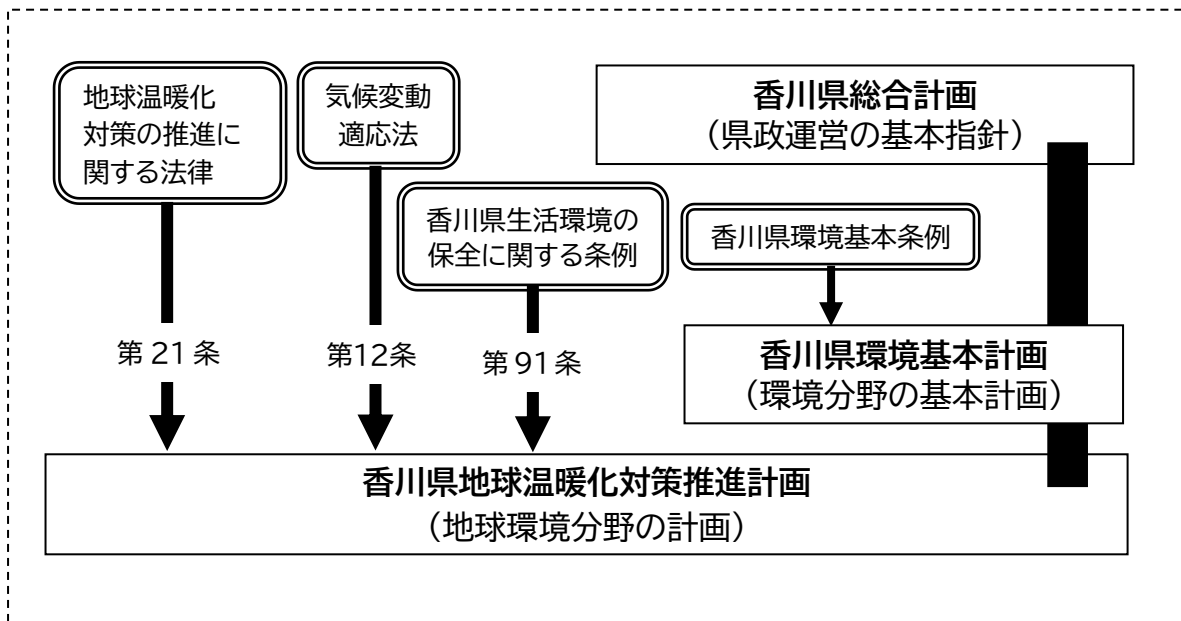 地球温暖化
対策の推進に
関する法律
気候変動
適応法
香川県総合計画
（県政運営の基本指針）
香川県生活環境の
保全に関する条例
香川県環境基本条例
第 21 条
第12条
第 91 条
香川県環境基本計画
（環境分野の基本計画）
香川県地球温暖化対策推進計画
（地球環境分野の計画）